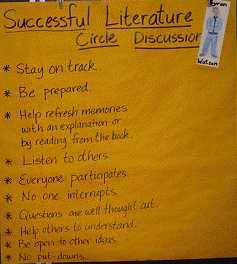 Successful Literature
Circle Discussion
* Stay on track.
* Be prepared.
* Help refresh memories
with an explanation or
by reading from the book.
* Listen to others.
* Everyone participates.
* No one interrupts.
* Questions are well thought out.
* Help others to understand.
* Be open to other ideas.
* No put-downs.
Byron
Watson